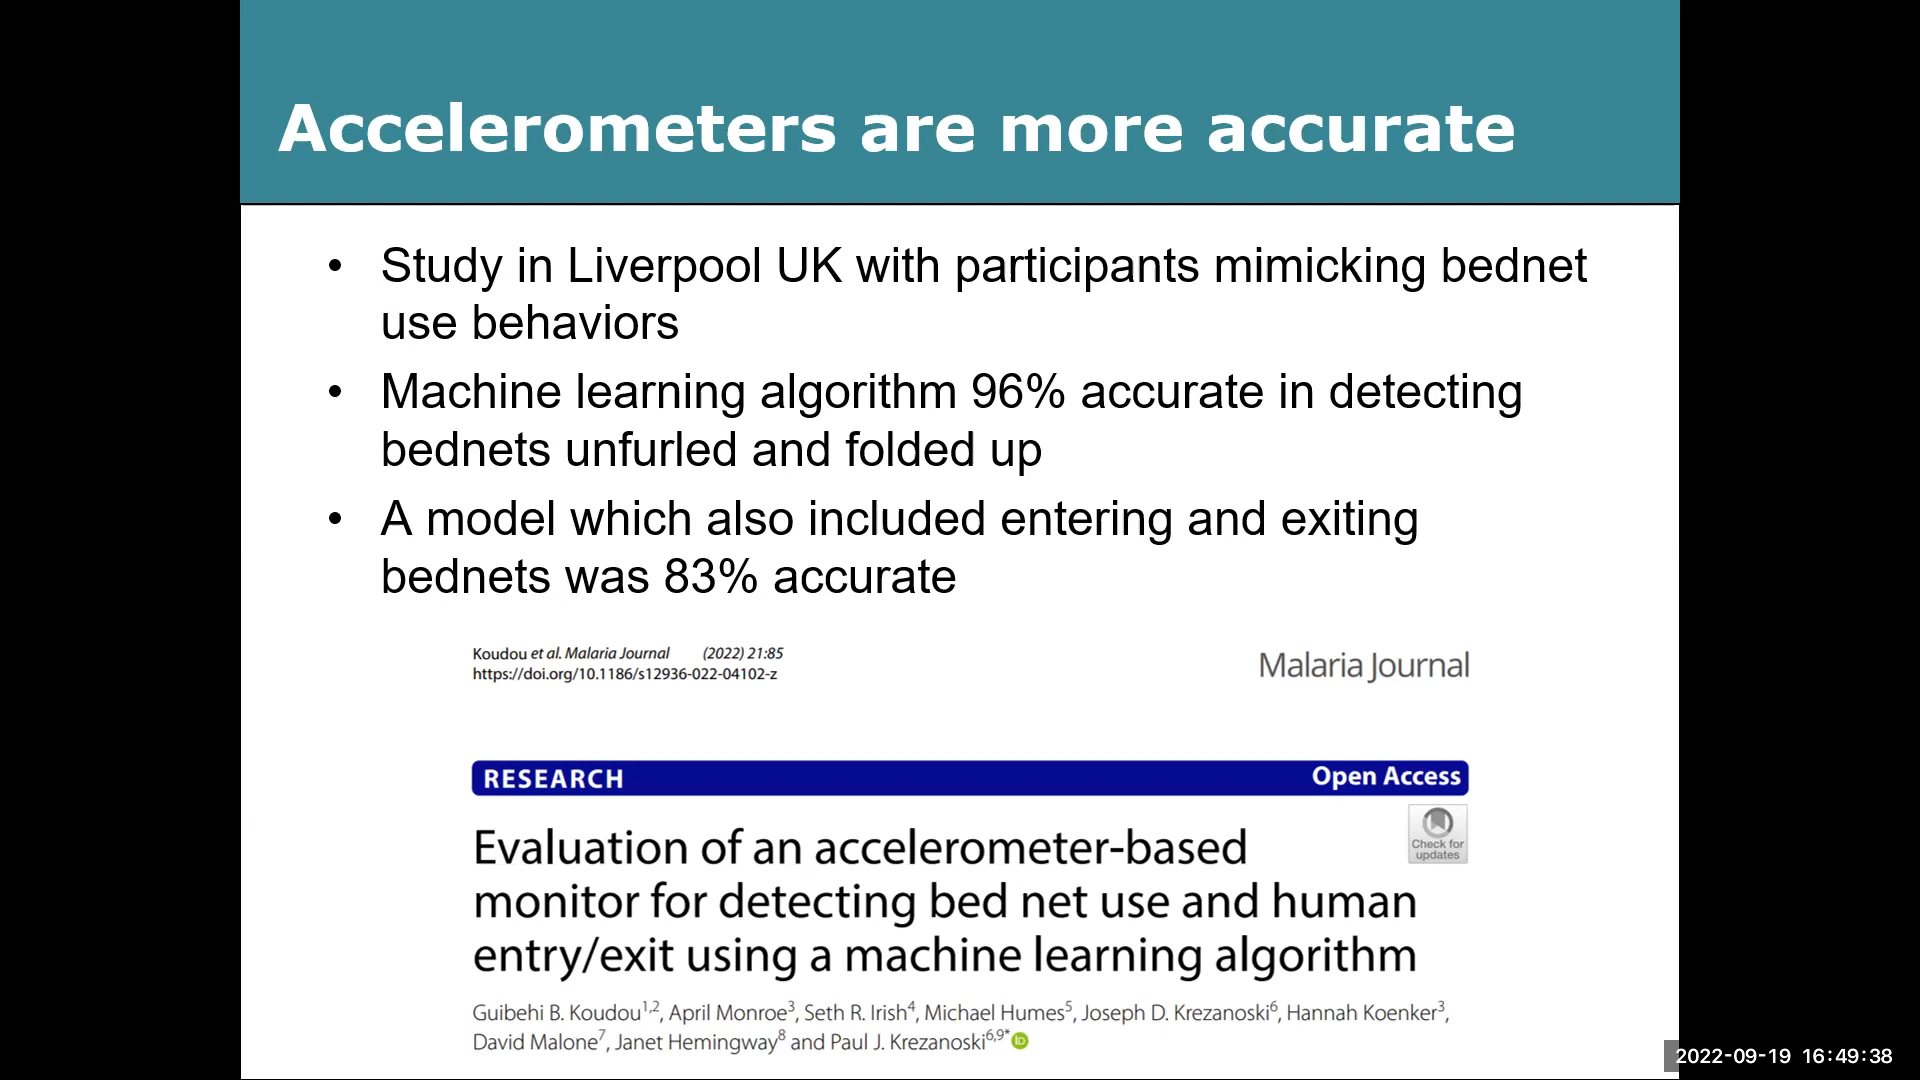 Accelerometers are more accurate
• Study in Liverpool UK with participants mimicking bednet
use behaviors
• Machine learning algorithm 96% accurate in detecting
bednets unfurled and folded up
• A model which also included entering and exiting
bednets was 83% accurate
Koudou et al. Malaria Journal (2022) 21:85
https://doi.org/10.1186/s12936-022-04102-z
Malaria Journal
RESEARCH Open Access
Check for
updates
Evaluation of an accelerometer-based
monitor for detecting bed net use and human
entry/exit using a machine learning algorithm
Guibehi B. Koudou1,2, April Monroe3, Seth R. Irish4, Michael Humes5, Joseph D. Krezanoski6, Hannah Koenker3,
David Malone7, Janet Hemingway8 and Paul J. Krezanoski6,9* iD
2022-09-19 16:49:38